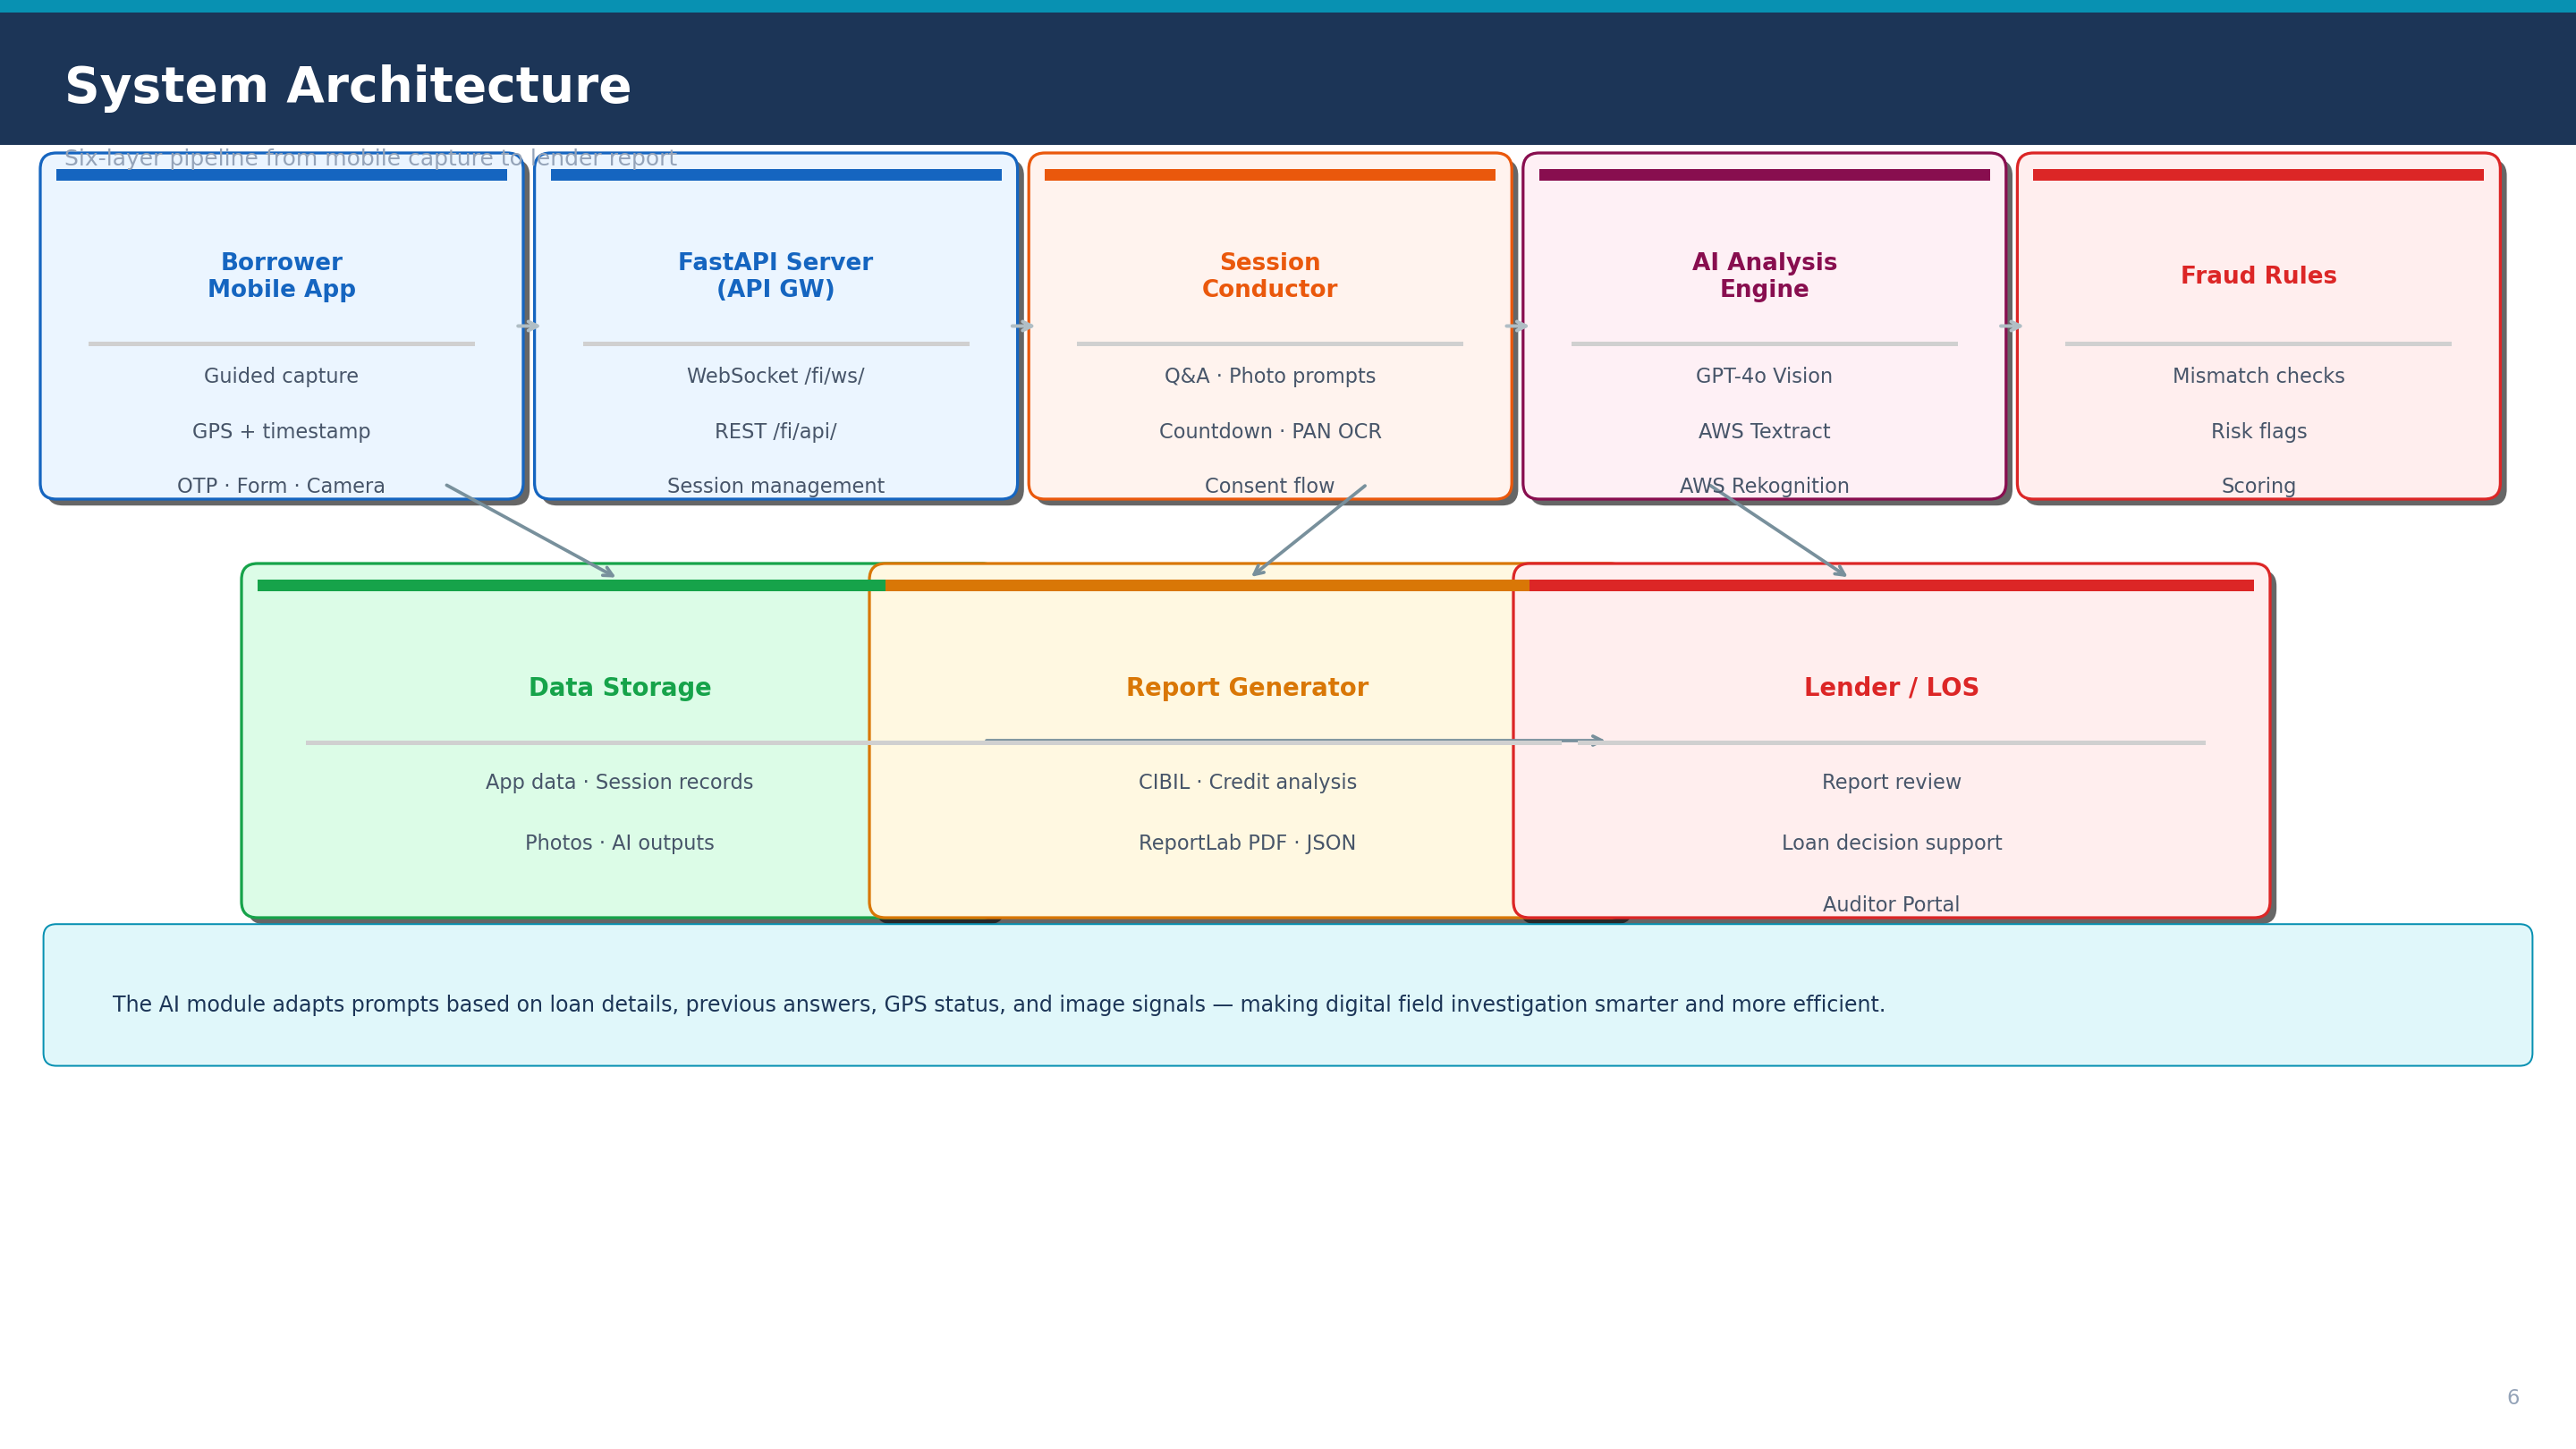 System Architecture
Six-layer pipeline from mobile capture to lender report
Borrower
Mobile App
Guided capture
GPS + timestamp
OTP · Form · Camera
FastAPI Server
(API GW)
WebSocket /fi/ws/
REST /fi/api/
Session management
Session
Conductor
Q&A · Photo prompts
Countdown · PAN OCR
Consent flow
AI Analysis
Engine
GPT-4o Vision
AWS Textract
AWS Rekognition
Fraud Rules
Mismatch checks
Risk flags
Scoring
Data Storage
App data · Session records
Photos · AI outputs
Report Generator
CIBIL · Credit analysis
ReportLab PDF · JSON
Lender / LOS
Report review
Loan decision support
Auditor Portal
The AI module adapts prompts based on loan details, previous answers, GPS status, and image signals — making digital field investigation smarter and more efficient.
6